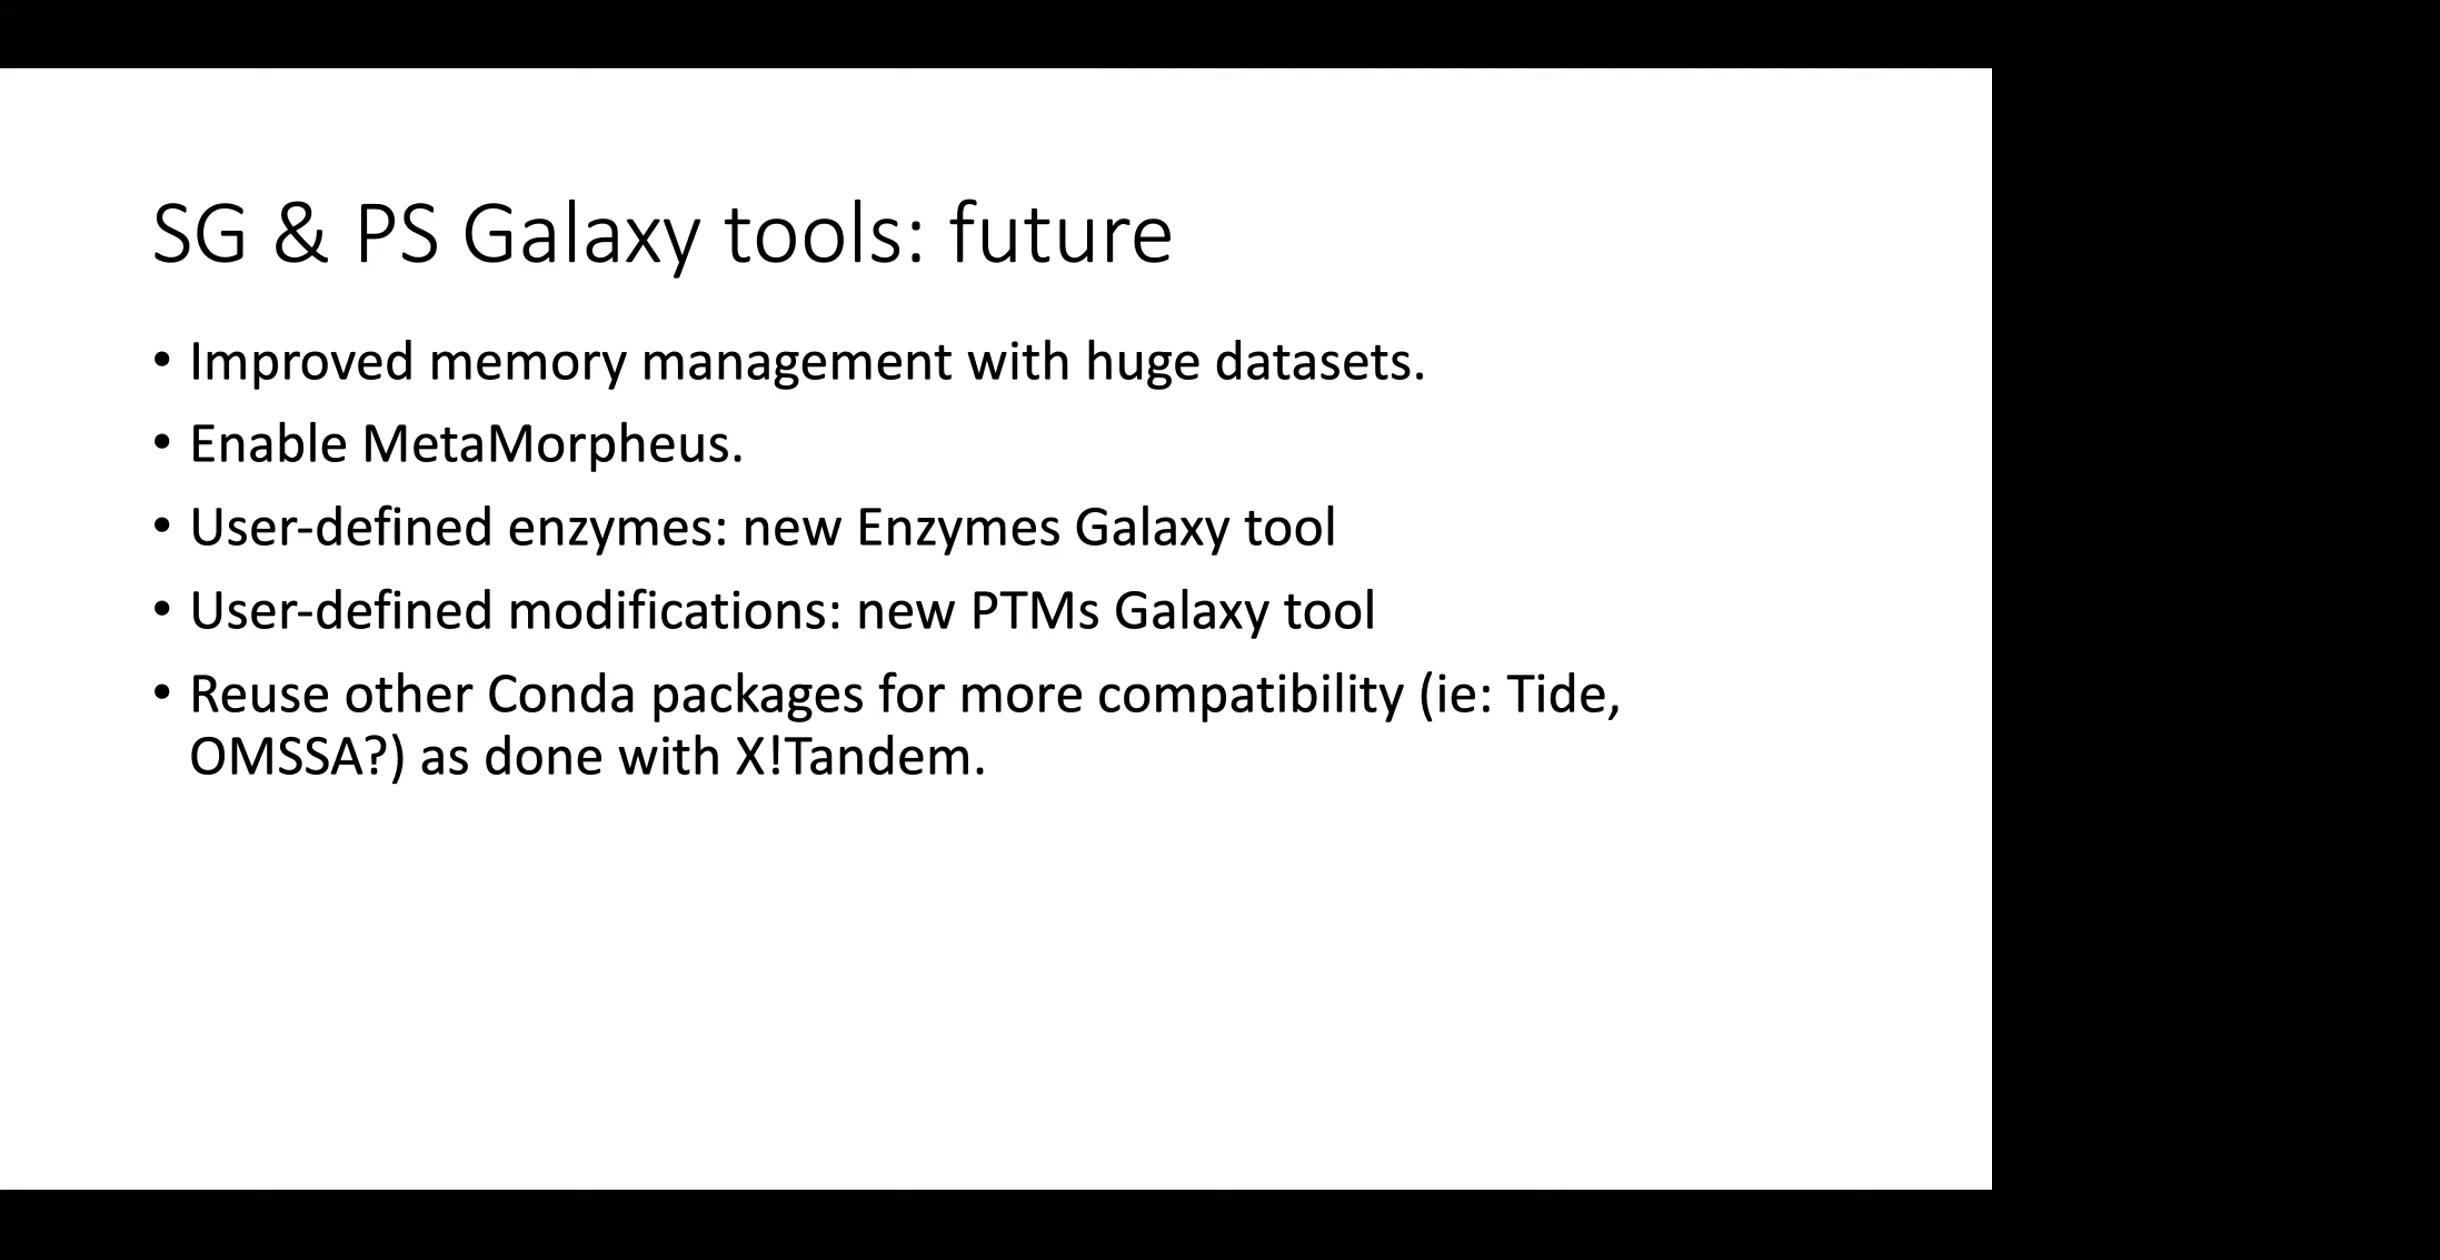 SG & PS Galaxy tools: future
• Improved memory management with huge datasets.
• Enable MetaMorpheus.
• User-defined enzymes: new Enzymes Galaxy tool
• User-defined modifications: new PTMs Galaxy tool
• Reuse other Conda packages for more compatibility (ie: Tide,
OMSSA?) as done with X!Tandem.